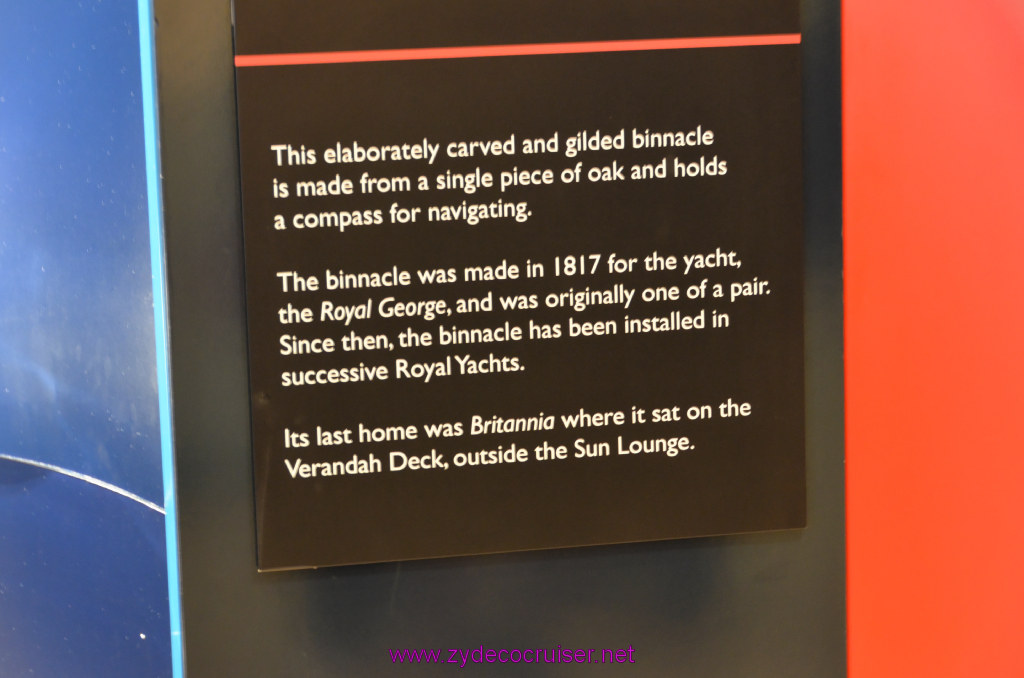 This elaborately carved and gilded binnacle
is made from a single piece of oak and holds
a compass for navigating.
The binnacle was made in 1817 for the yacht,
the Royal George, and was originally one of a pair.
Since then, the binnacle has been installed in
successive Royal Yachts.
Its last home was Britannia where it sat on the
Verandah Deck, outside the Sun Lounge.
www.zydecocruiser.net